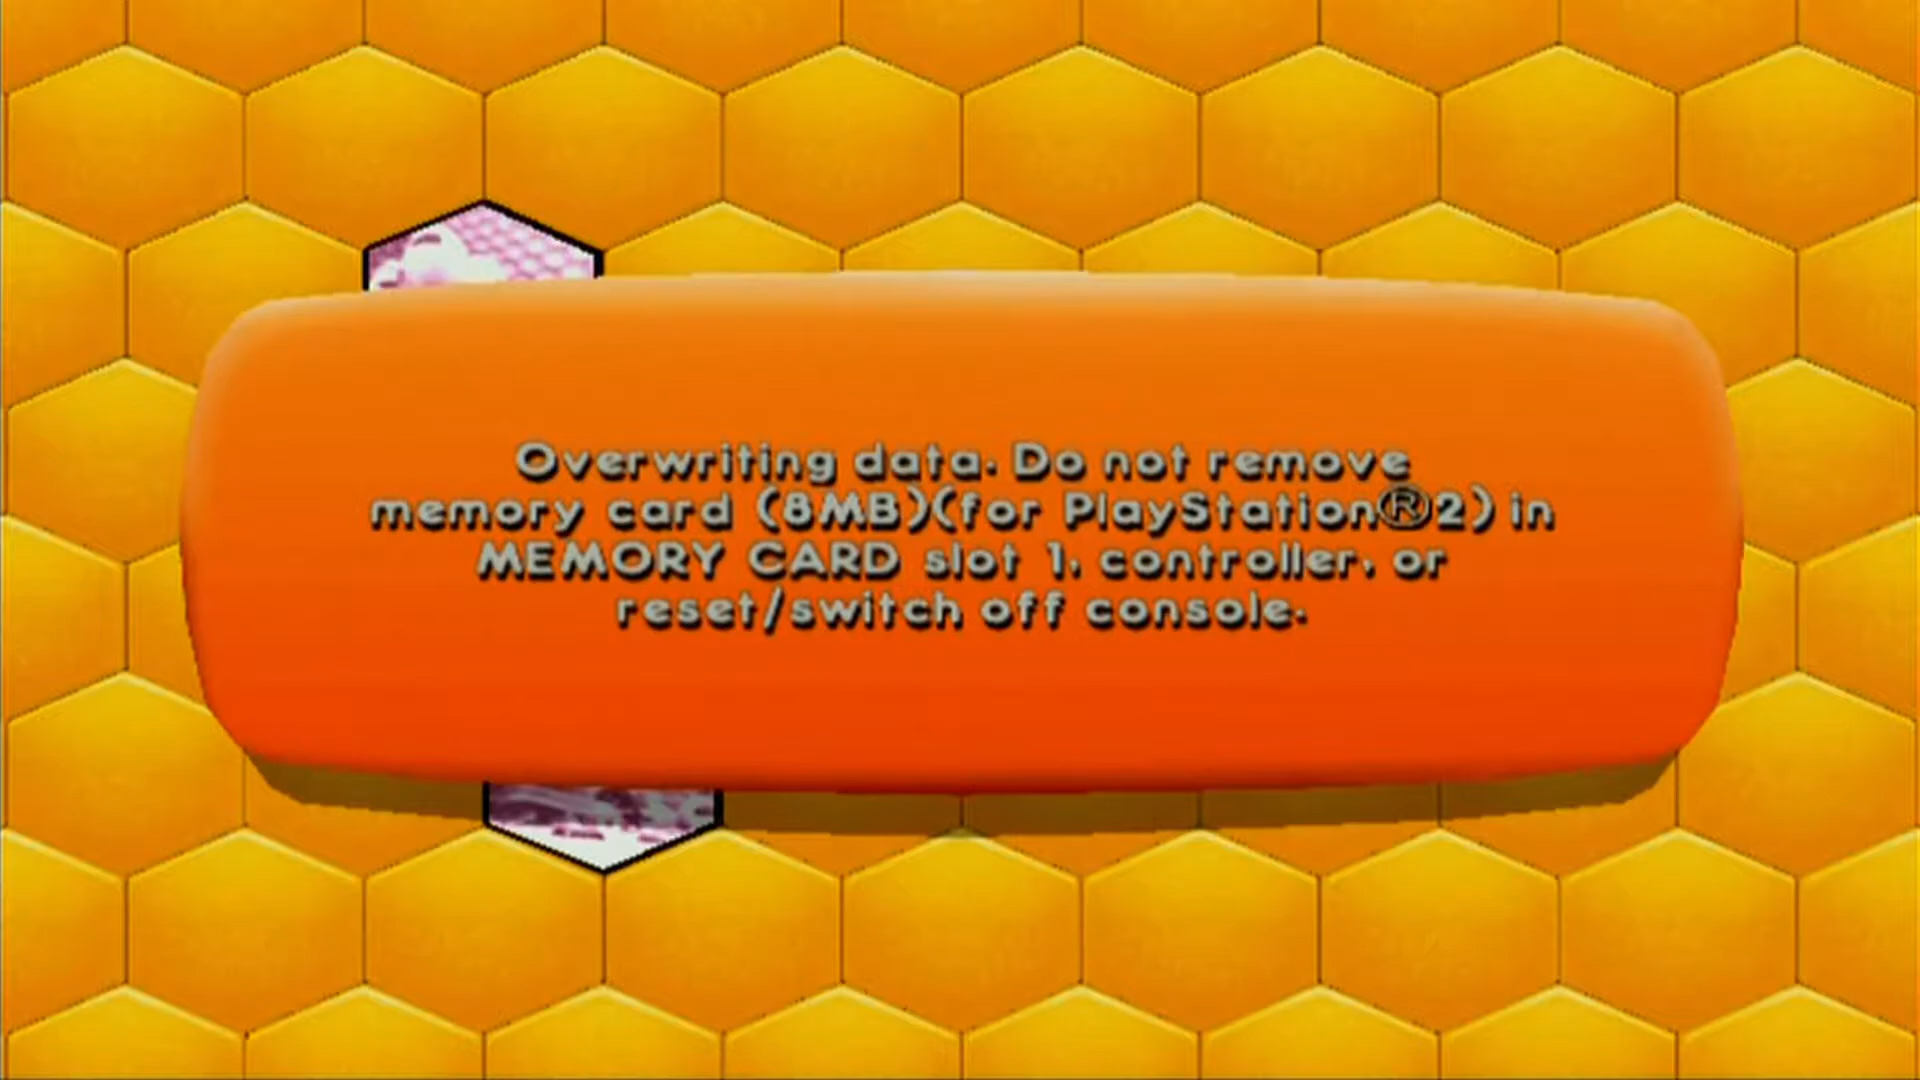 Overwriting data. Do not remove
memory card (8MB)(for PlayStation®2) in
MEMORY CARD slot 1, controller, or
reset/switch off console.